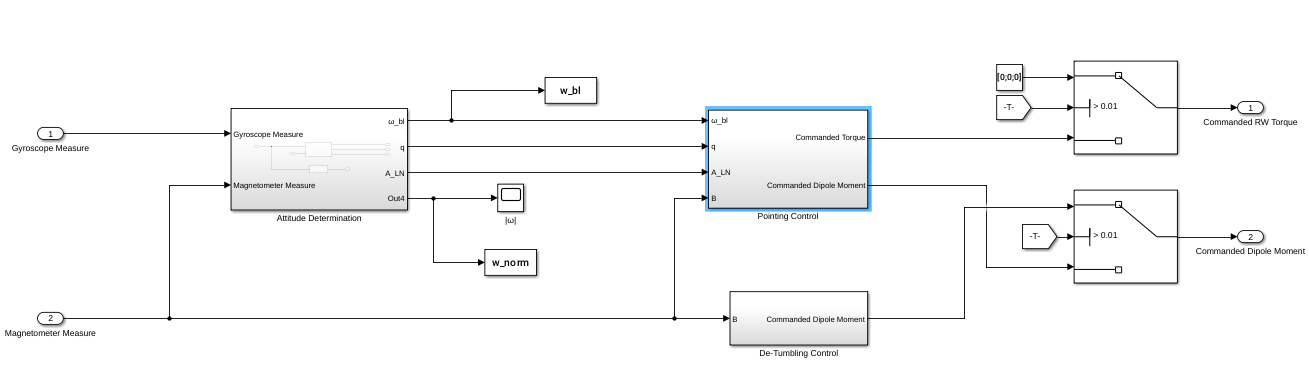 1
Gyroscope Measure
2
Magnetometer Measure
Gyroscope Measure
Magnetometer Measure
ω_bl
q
A_LN
Out4
Attitude Determination
w_bl
|ω|
w_norm
ω_bl
q
A_LN
B
Commanded Torque
Commanded Dipole Moment
Pointing Control
B
Commanded Dipole Moment
De-Tumbling Control
[0;0;0]
-T-
> 0.01
1
Commanded RW Torque
-T-
> 0.01
2
Commanded Dipole Moment